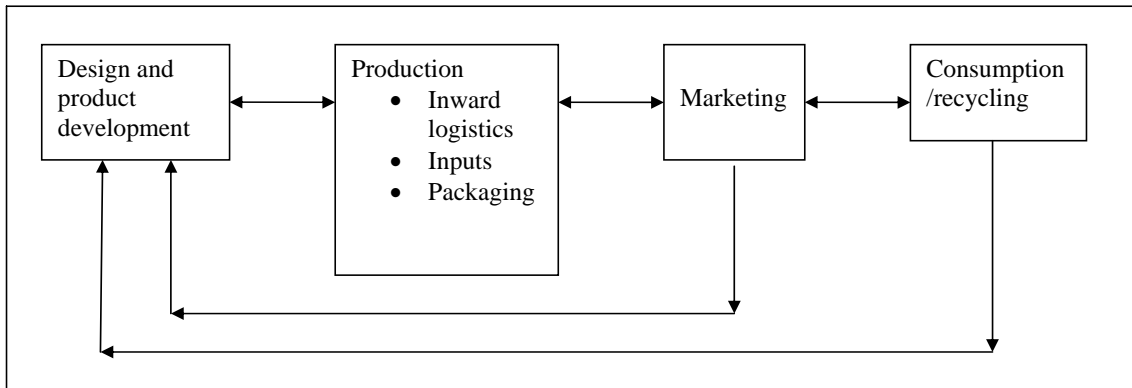 Design and
product
development
Production
• Inward
logistics
• Inputs
• Packaging
Marketing
Consumption
/recycling